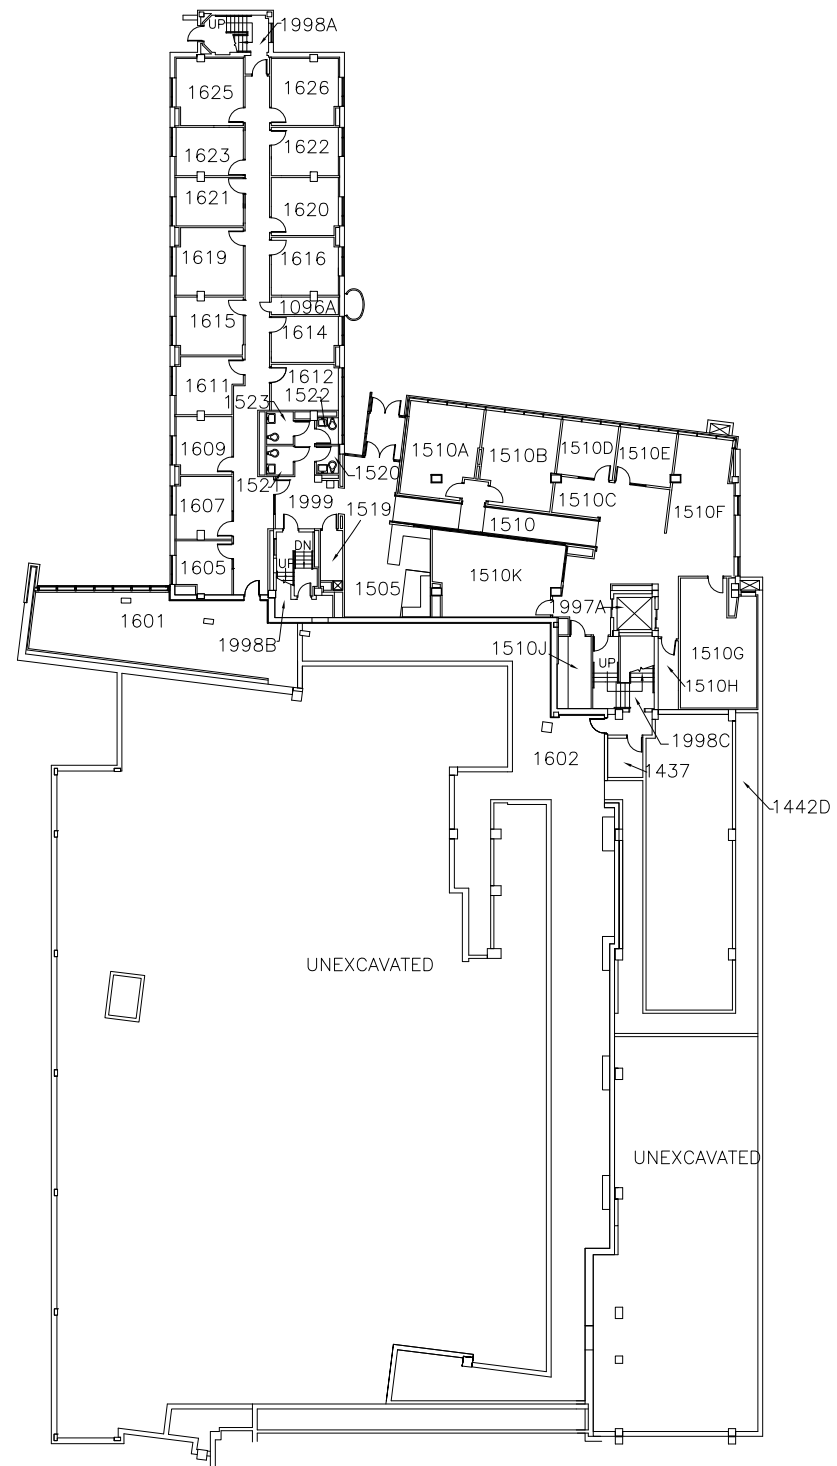 UP
1998A
1625
1626
1623
1622
1621
1620
1619
1616
1096A
1615
1614
1612
1611
1523
1522
1609
1510A
1510B
1510D
1510E
1521
1520
1607
1999
1519
1510C
1510
1510F
DN
UP
1605
1505
1510K
1601
1997A
1998B
1510J
UP
1510G
1510H
1998C
1602
1437
1442D
UNEXCAVATED
UNEXCAVATED